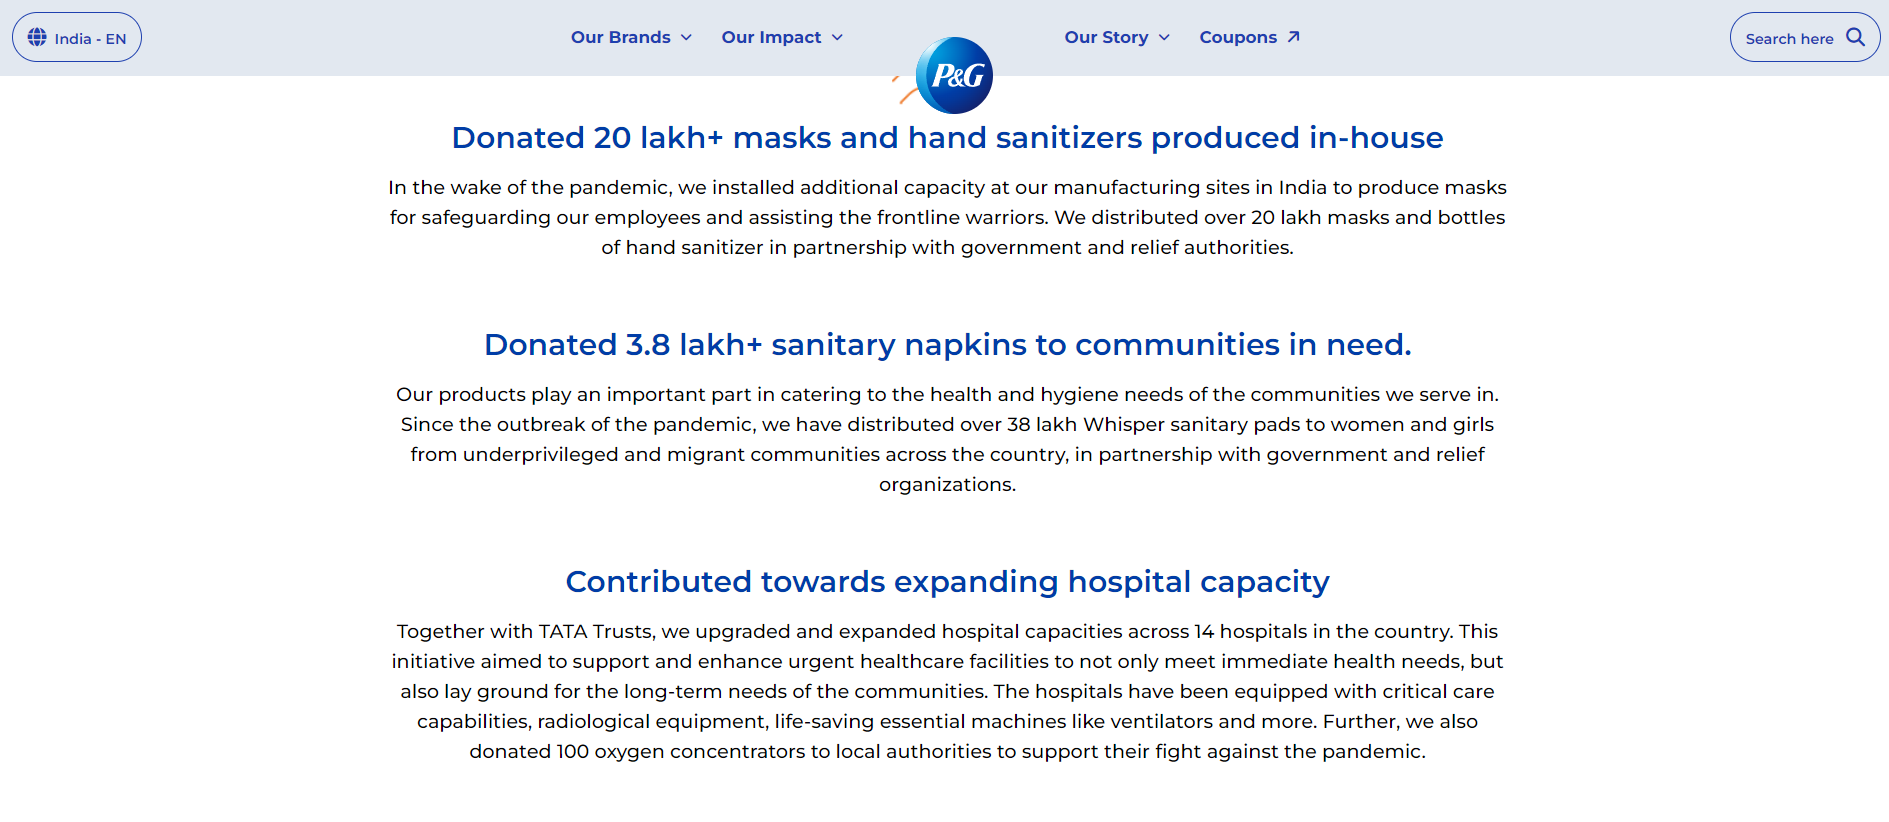 India - EN
Our Brands
Our Impact
P&G
Our Story
Coupons
Search here
Donated 20 lakh+ masks and hand sanitizers produced in-house
In the wake of the pandemic, we installed additional capacity at our manufacturing sites in India to produce masks
for safeguarding our employees and assisting the frontline warriors. We distributed over 20 lakh masks and bottles
of hand sanitizer in partnership with government and relief authorities.
Donated 3.8 lakh+ sanitary napkins to communities in need.
Our products play an important part in catering to the health and hygiene needs of the communities we serve in.
Since the outbreak of the pandemic, we have distributed over 38 lakh Whisper sanitary pads to women and girls
from underprivileged and migrant communities across the country, in partnership with government and relief
organizations.
Contributed towards expanding hospital capacity
Together with TATA Trusts, we upgraded and expanded hospital capacities across 14 hospitals in the country. This
initiative aimed to support and enhance urgent healthcare facilities to not only meet immediate health needs, but
also lay ground for the long-term needs of the communities. The hospitals have been equipped with critical care
capabilities, radiological equipment, life-saving essential machines like ventilators and more. Further, we also
donated 100 oxygen concentrators to local authorities to support their fight against the pandemic.